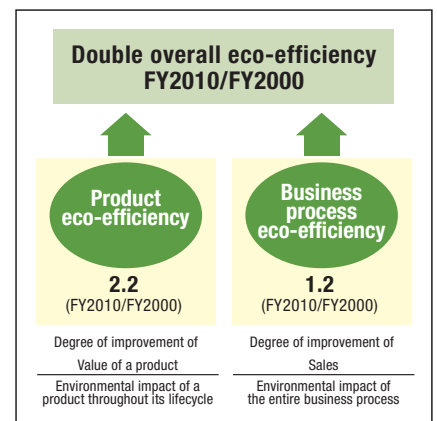 Double overall eco-efficiency
FY2010/FY2000
Product
eco-efficiency
2.2
(FY2010/FY2000)
Degree of improvement of
Value of a product
Environmental impact of a
product throughout its lifecycle
Business
process
eco-efficiency
1.2
(FY2010/FY2000)
Degree of improvement of
Sales
Environmental impact of
the entire business process